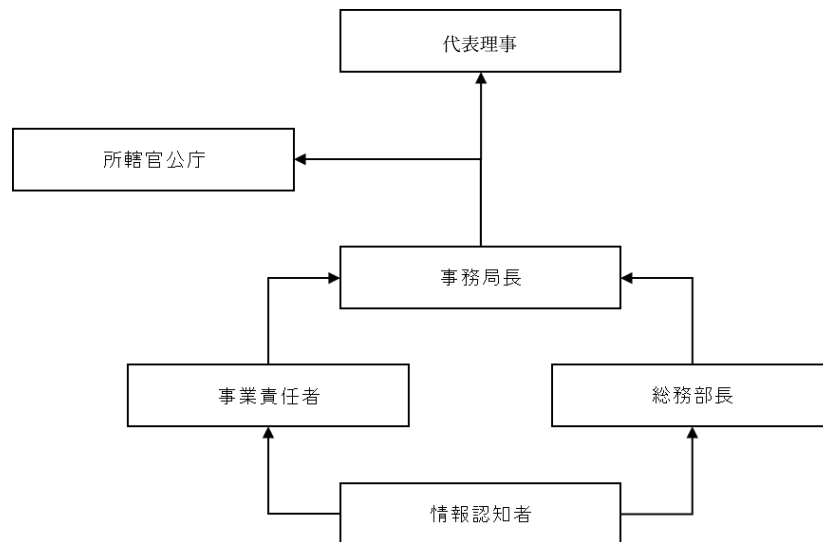 代表理事
所轄官公庁
事務局長
事業責任者
総務部長
情報認知者